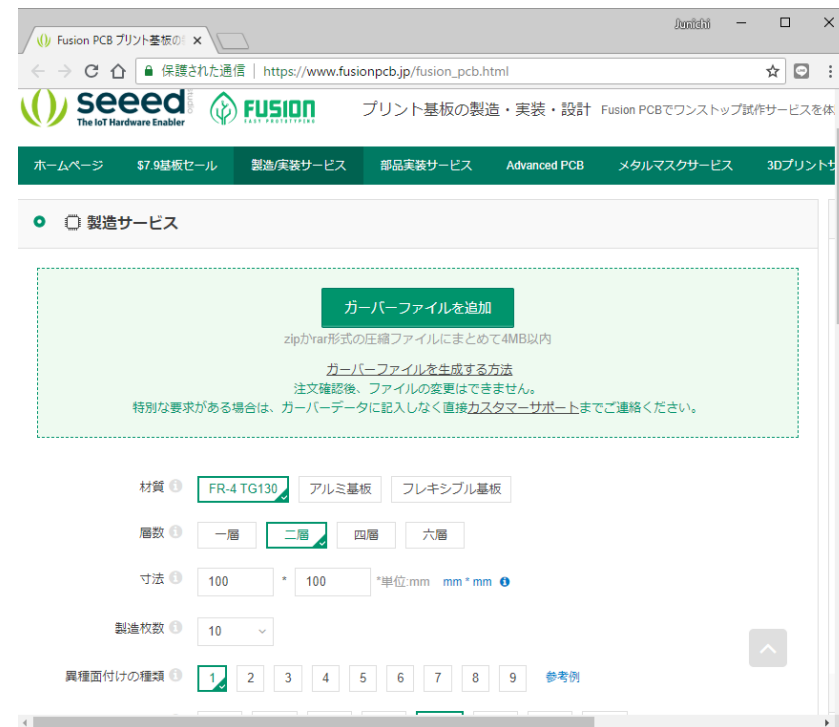 Junichi
Fusion PCB プリント基板の
保護された通信 | https://www.fusionpcb.jp/fusion_pcb.html
seeed
The IoT Hardware Enabler
FUSION
EASY PROTOTYPING
プリント基板の製造・実装・設計 Fusion PCBでワンストップ試作サービスを体
ホームページ $7.9基板セール 製造/実装サービス 部品実装サービス Advanced PCB メタルマスクサービス 3Dプリントサ
製造サービス
ガーバーファイルを追加
zipかrar形式の圧縮ファイルにまとめて4MB以内
ガーバーファイルを生成する方法
注文確認後、ファイルの変更はできません。
特別な要求がある場合は、ガーバーデータに記入しなく直接カスタマーサポートまでご連絡ください。
材質 FR-4 TG130 アルミ基板 フレキシブル基板
層数 一層 二層 四層 六層
寸法 100 * 100 *単位:mm mm * mm
製造枚数 10
異種面付けの種類 1 2 3 4 5 6 7 8 9 参考例